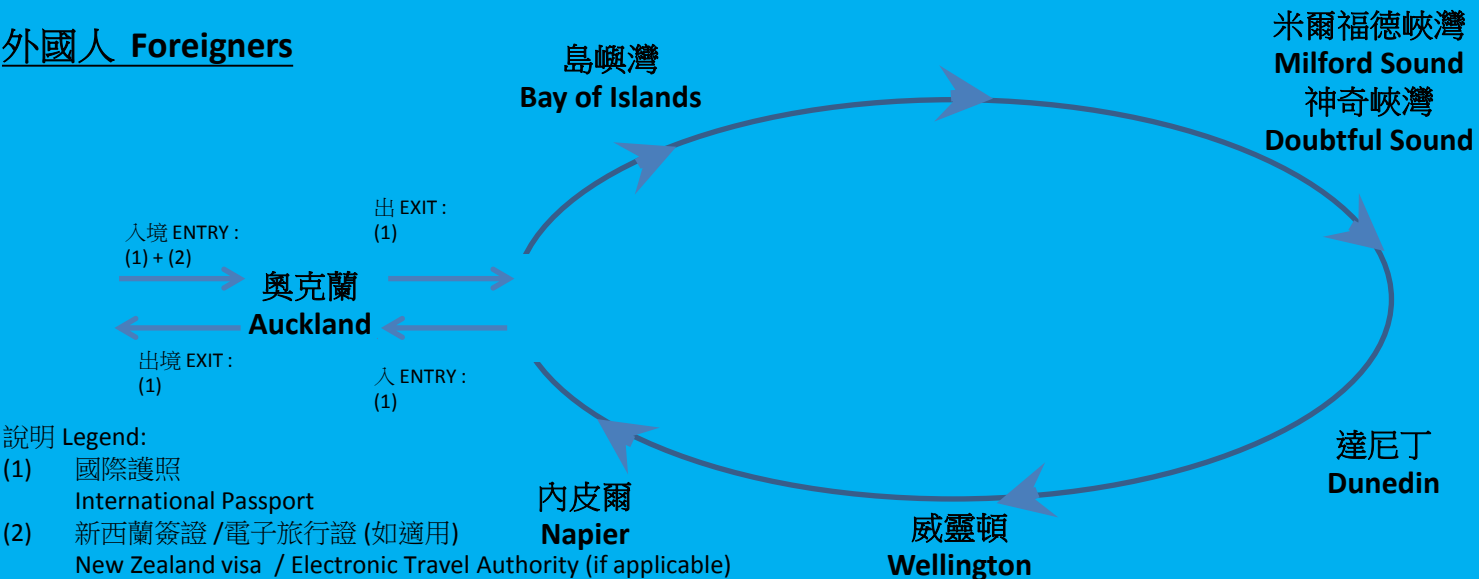 外國人 Foreigners
島嶼灣
Bay of Islands
米爾福德峽灣
Milford Sound
神奇峽灣
Doubtful Sound
入境 ENTRY :
(1) + (2)
出 EXIT :
(1)
奧克蘭
Auckland
出境 EXIT :
(1)
入 ENTRY :
(1)
達尼丁
Dunedin
內皮爾
Napier
威靈頓
Wellington
說明 Legend:
(1) 國際護照
International Passport
(2) 新西蘭簽證 /電子旅行證 (如適用)
New Zealand visa / Electronic Travel Authority (if applicable)